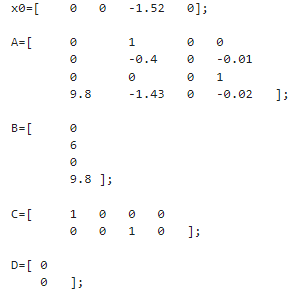 x0=[ 0 0 -1.52 0];
A=[ 0 1 0 0
0 -0.4 0 -0.01
0 0 0 1
9.8 -1.43 0 -0.02 ];
B=[ 0
6
0
9.8 ];
C=[ 1 0 0 0
0 0 1 0 ];
D=[ 0
0 ];